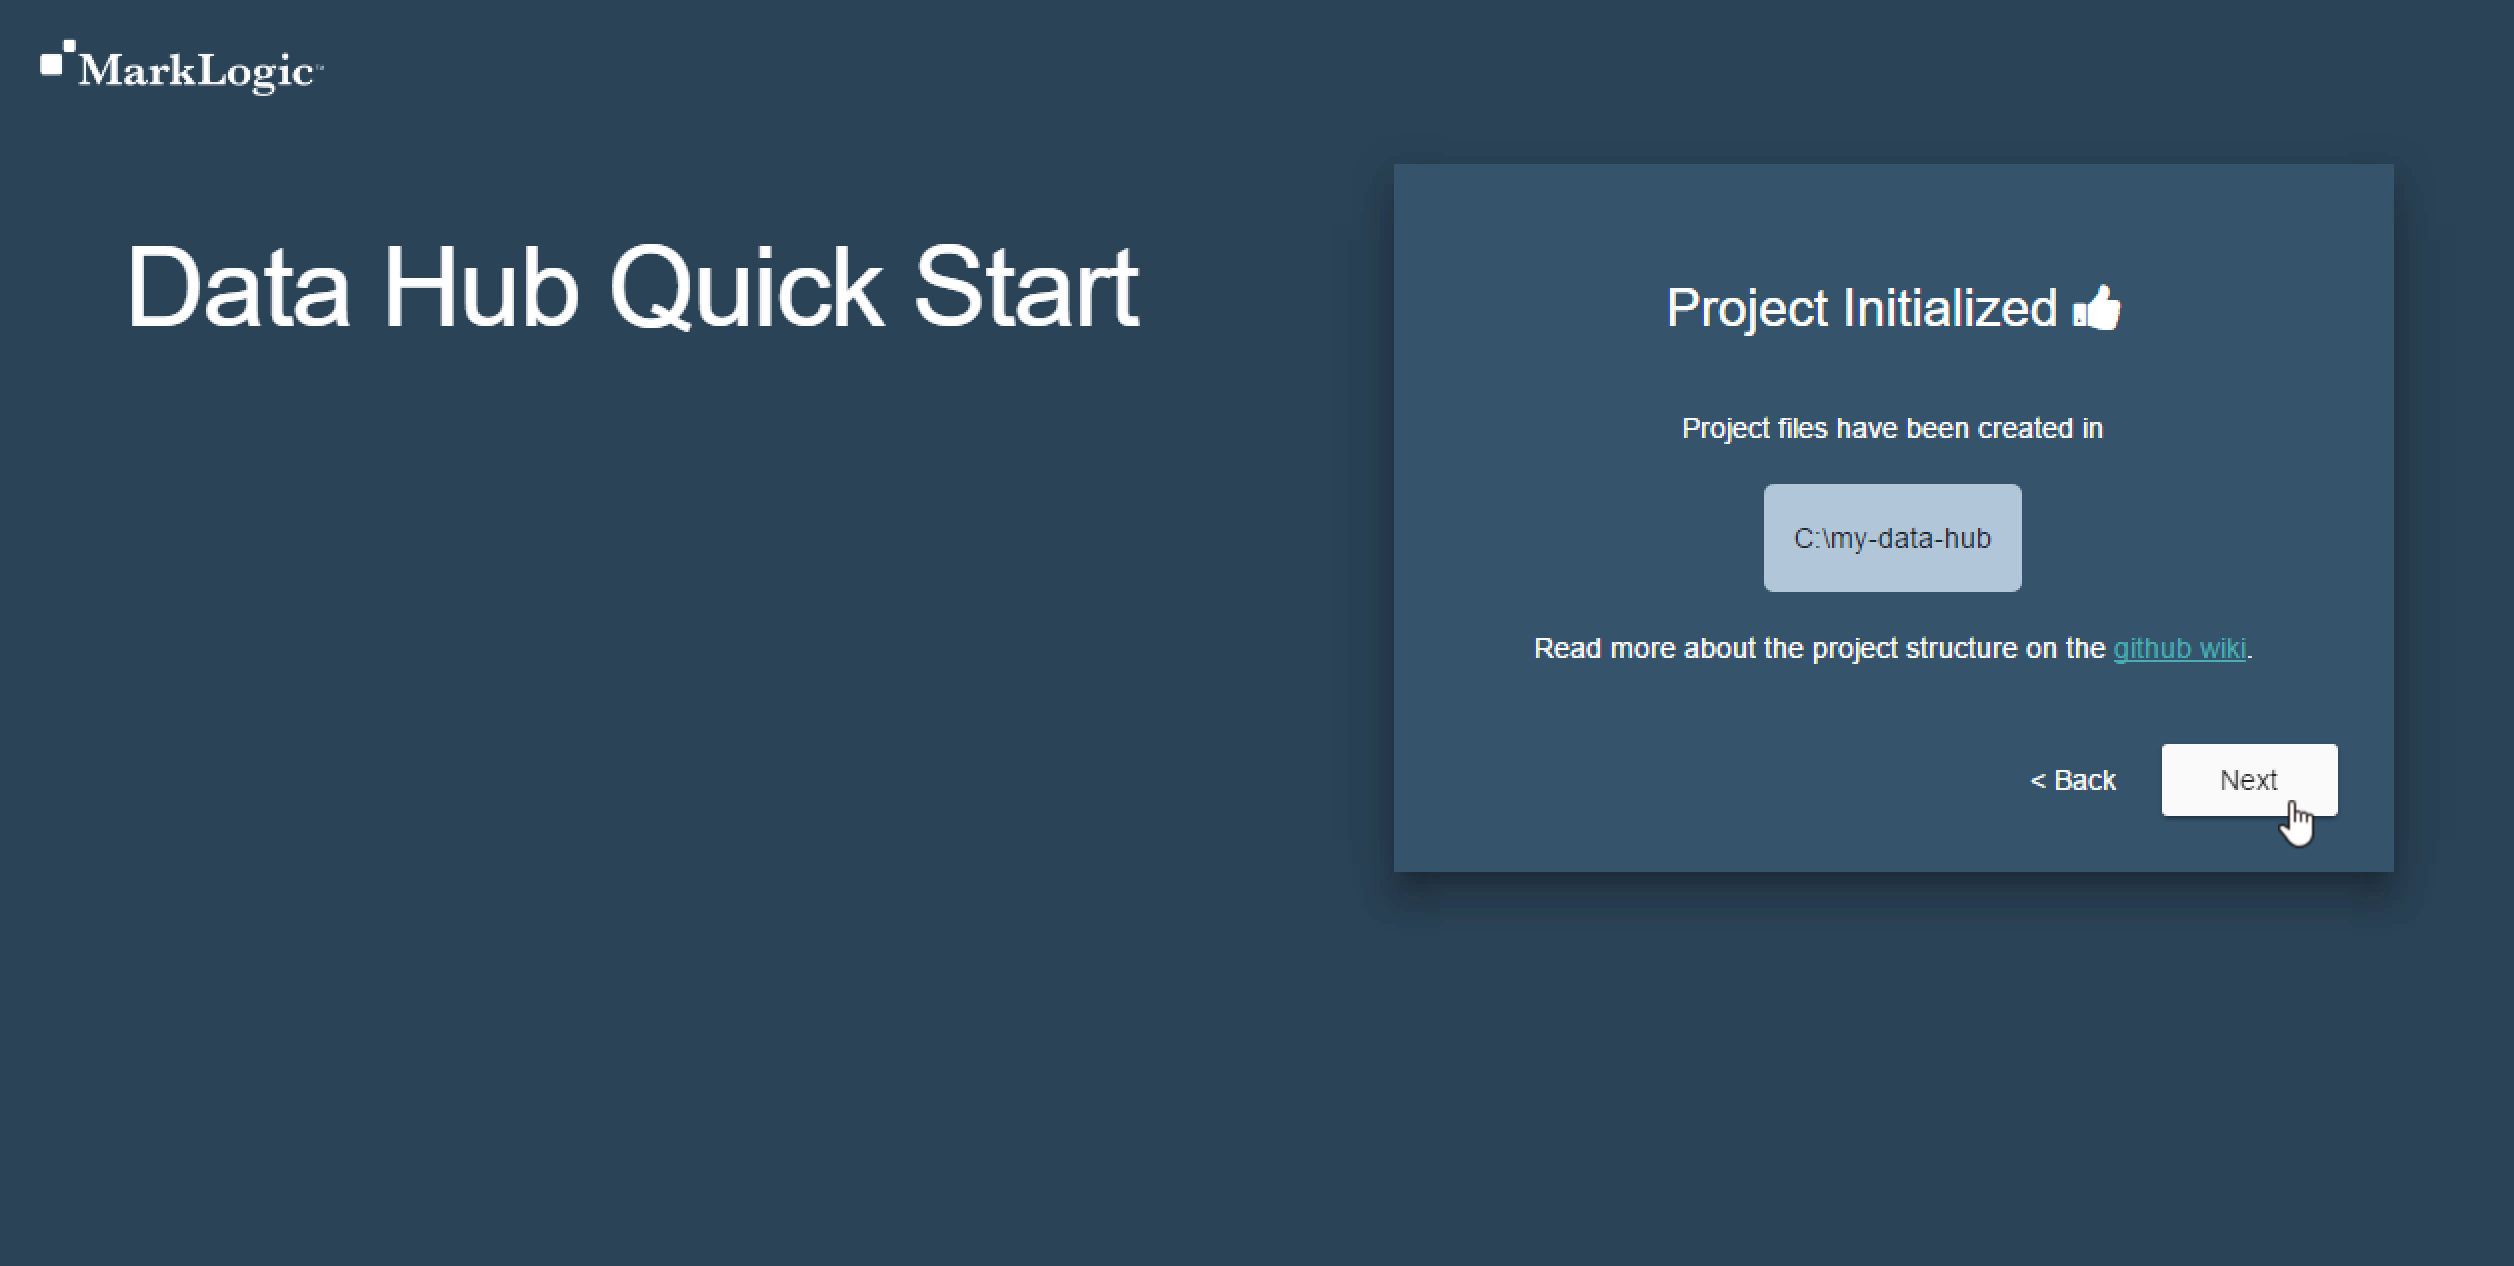 MarkLogic™
Data Hub Quick Start
Project Initialized
Project files have been created in
C:\my-data-hub
Read more about the project structure on the github wiki.
< Back
Next